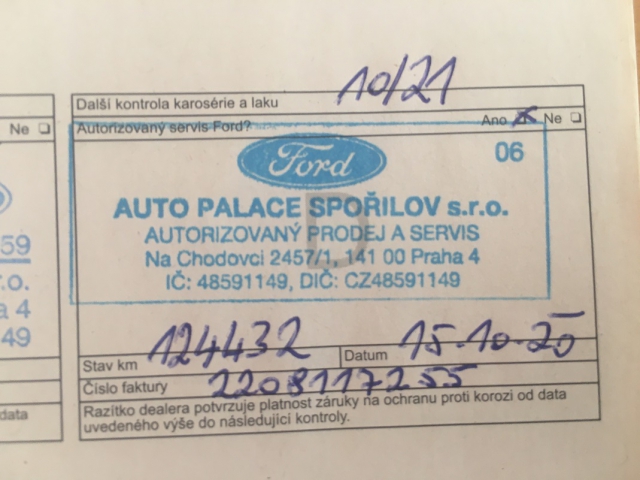 Další kontrola karosérie a laku 10/21
Ne
Autorizovaný servis Ford? Ano Ne
Ford 06
D
AUTO PALACE SPOŘILOV s.r.o.
AUTORIZOVANÝ PRODEJ A SERVIS
Na Chodovci 2457/1, 141 00 Praha 4
IČ: 48591149, DIČ: CZ48591149
59
.o.
a 4
49
Stav km 124432 Datum 15-10-20
Číslo faktury 2208117255
data
Razítko dealera potvrzuje platnost záruky na ochranu proti korozi od data
uvedeného výše do následující kontroly.